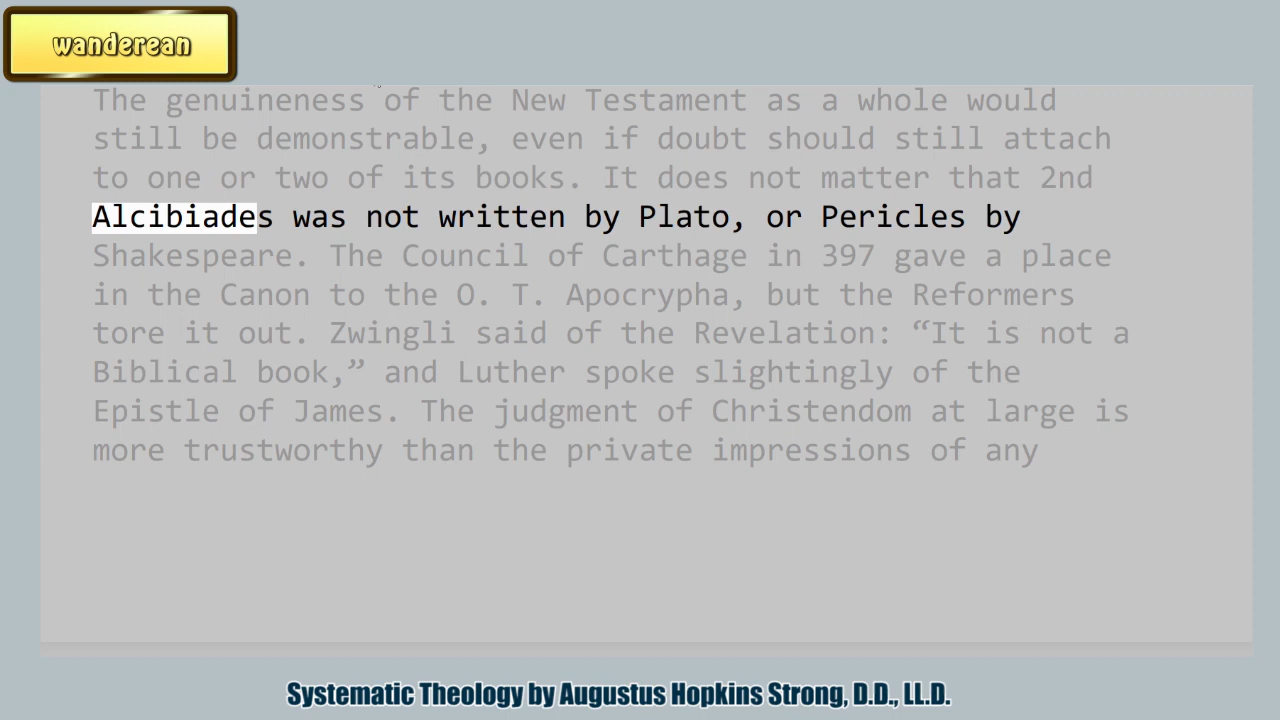 wanderean
The genuineness of the New Testament as a whole would
still be demonstrable, even if doubt should still attach
to one or two of its books. It does not matter that 2nd
Alcibiades was not written by Plato, or Pericles by
Shakespeare. The Council of Carthage in 397 gave a place
in the Canon to the O. T. Apocrypha, but the Reformers
tore it out. Zwingli said of the Revelation: “It is not a
Biblical book,” and Luther spoke slightingly of the
Epistle of James. The judgment of Christendom at large is
more trustworthy than the private impressions of any
Systematic Theology by Augustus Hopkins Strong, D.D., LL.D.